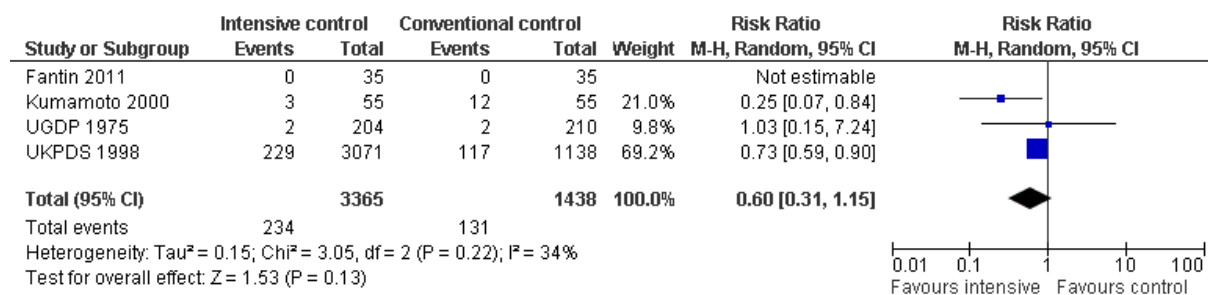 Intensive control Conventional control Risk Ratio Risk Ratio
Study or Subgroup Events Total Events Total Weight M-H, Random, 95% CI M-H, Random, 95% CI
Fantin 2011 0 35 0 35 Not estimable
Kumamoto 2000 3 55 12 55 21.0% 0.25 [0.07, 0.84]
UGDP 1975 2 204 2 210 9.8% 1.03 [0.15, 7.24]
UKPDS 1998 229 3071 117 1138 69.2% 0.73 [0.59, 0.90]
Total (95% CI) 3365 1438 100.0% 0.60 [0.31, 1.15]
Total events 234 131
Heterogeneity: Tau² = 0.15; Chi² = 3.05, df = 2 (P = 0.22); I² = 34%
Test for overall effect: Z = 1.53 (P = 0.13)
0.01 0.1 1 10 100
Favours intensive Favours control